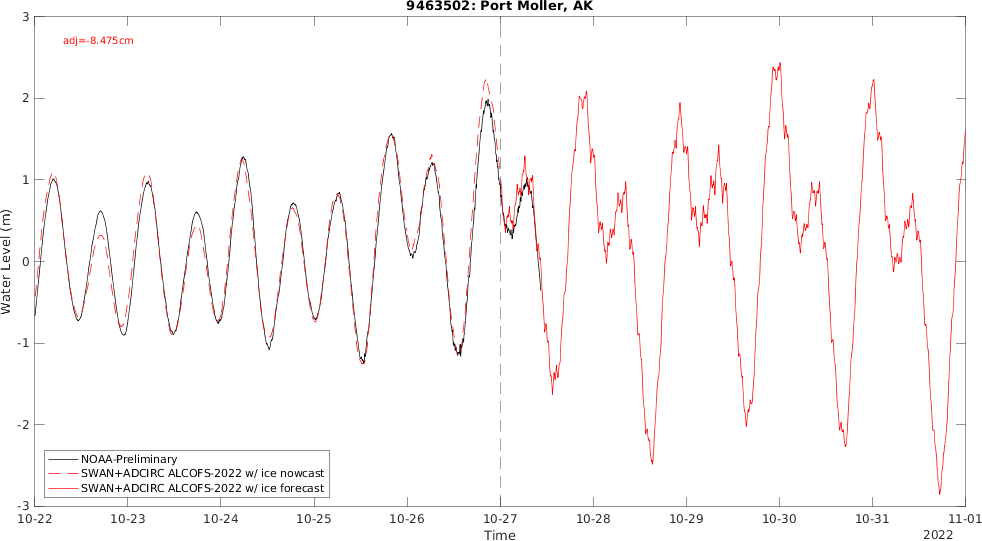 9463502: Port Moller, AK
adj=-8.475cm
3
2
1
0
-1
-2
-3
Water Level (m)
NOAA-Preliminary
SWAN+ADCIRC ALCOFS-2022 w/ ice nowcast
SWAN+ADCIRC ALCOFS-2022 w/ ice forecast
10-22 10-23 10-24 10-25 10-26 10-27 10-28 10-29 10-30 10-31 11-01
Time
2022